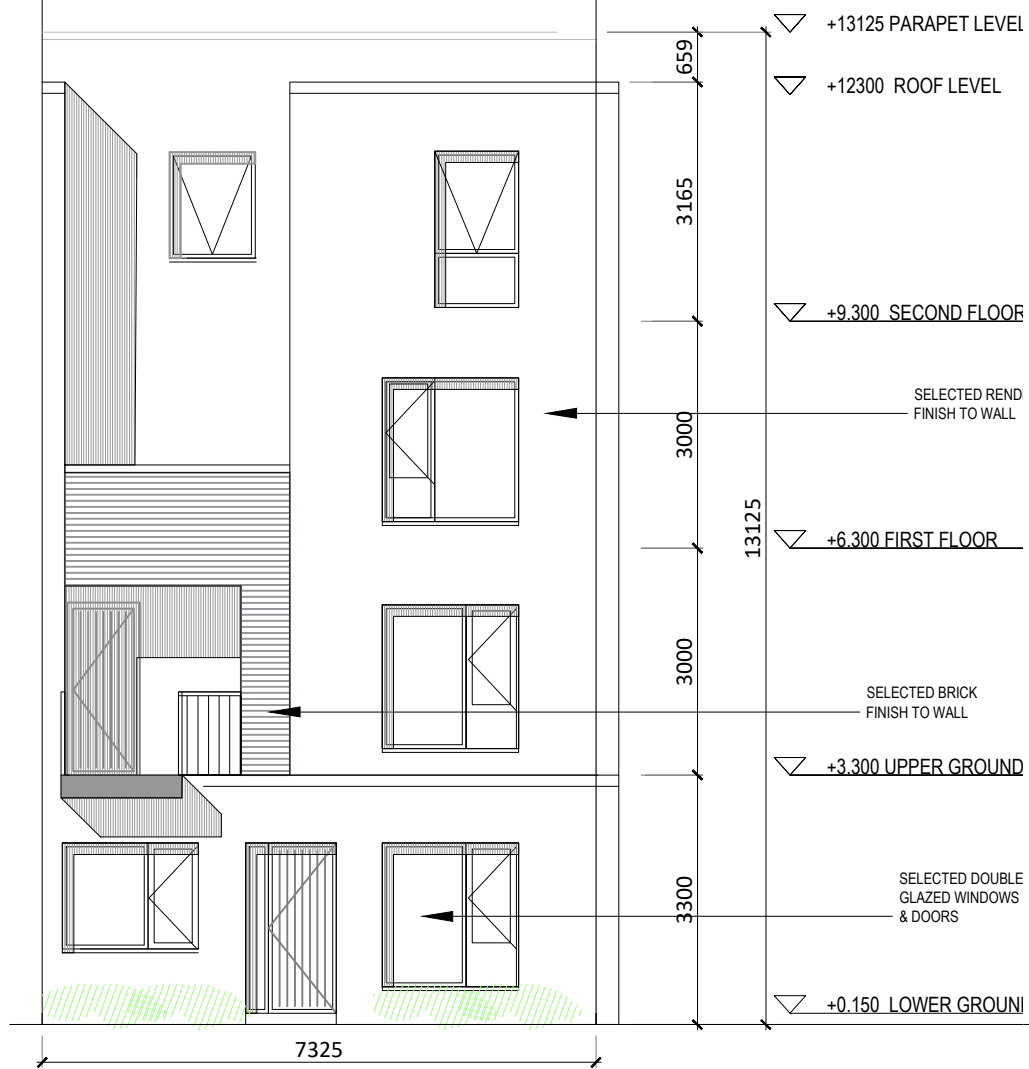 +13125 PARAPET LEVEL
659
+12300 ROOF LEVEL
3165
+9.300 SECOND FLOOR
SELECTED REND
FINISH TO WALL
3000
13125
+6.300 FIRST FLOOR
3000
SELECTED BRICK
FINISH TO WALL
+3.300 UPPER GROUND
SELECTED DOUBLE
GLAZED WINDOWS
& DOORS
3300
+0.150 LOWER GROUND
7325